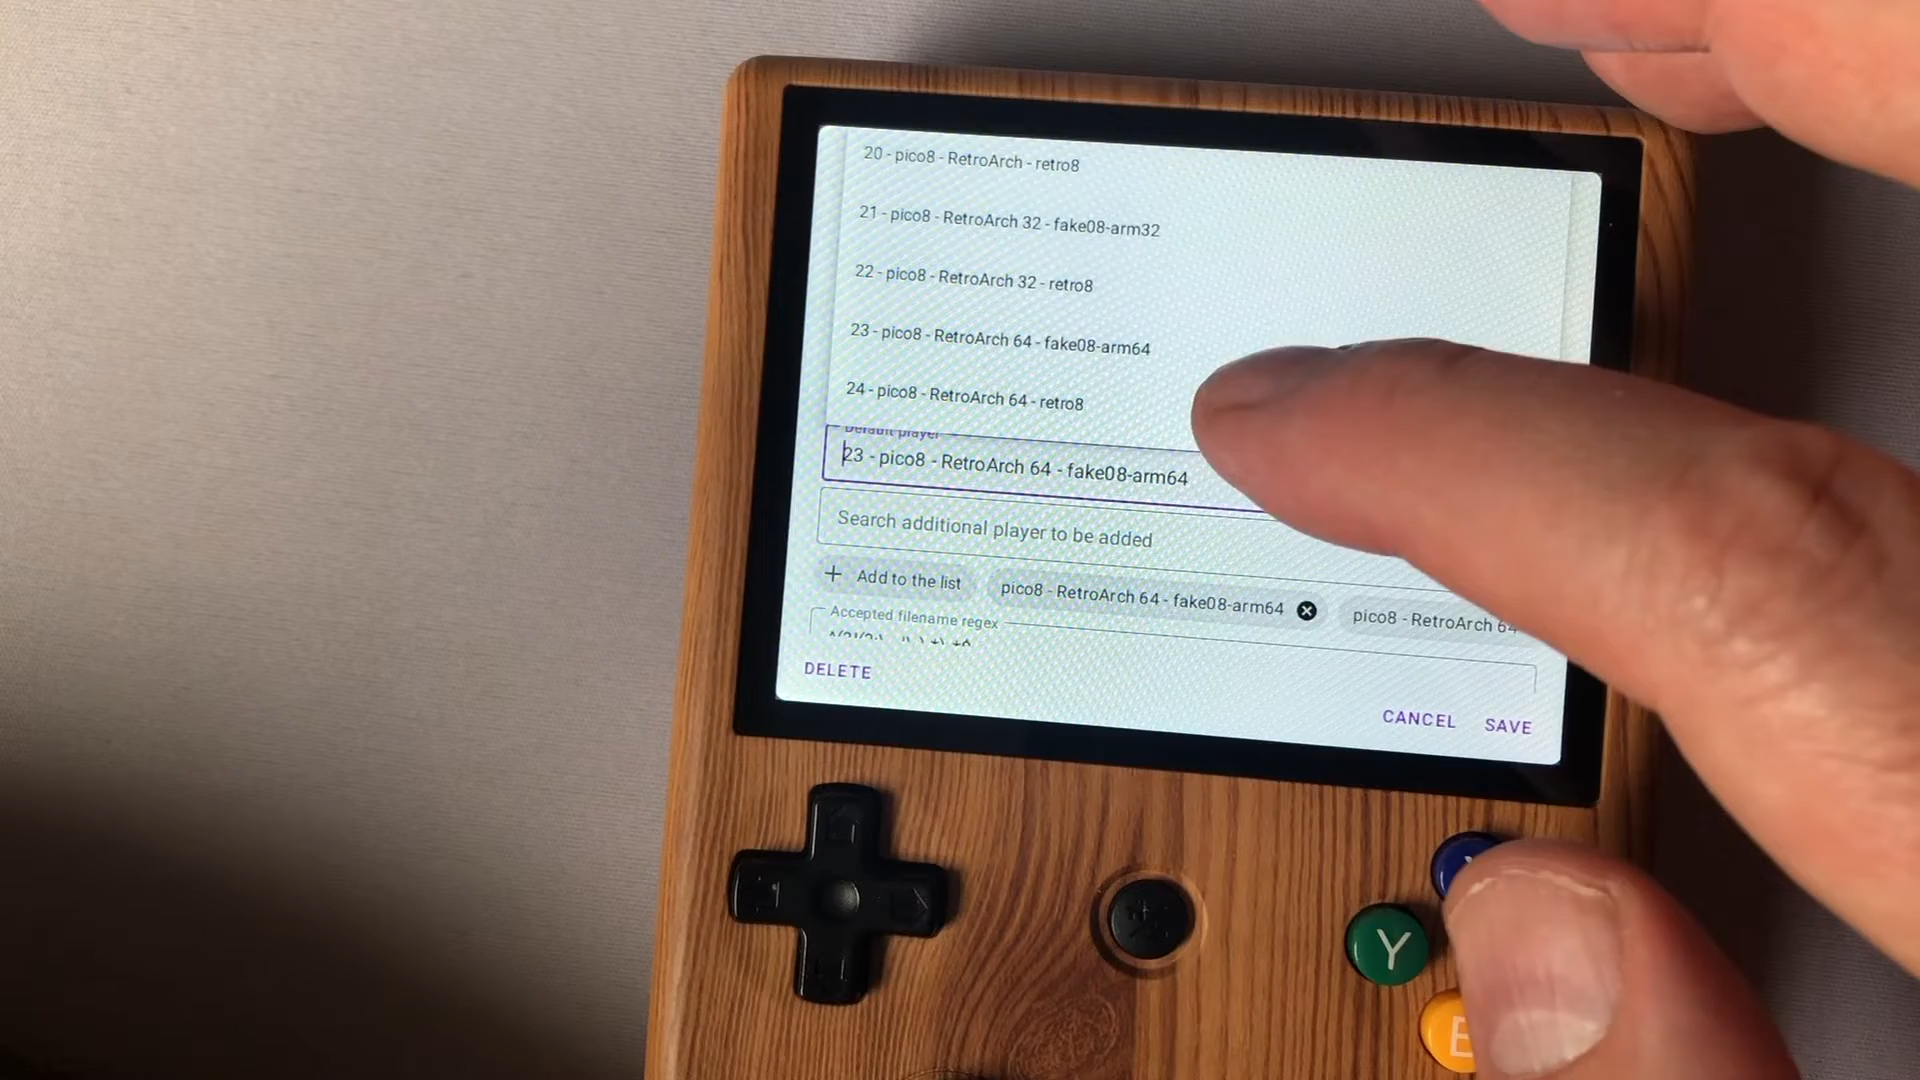 20 - pico8 - RetroArch - retro8
21 - pico8 - RetroArch 32 - fake08-arm32
22 - pico8 - RetroArch 32 - retro8
23 - pico8 - RetroArch 64 - fake08-arm64
24 - pico8 - RetroArch 64 - retro8
Default player
23 - pico8 - RetroArch 64 - fake08-arm64
Search additional player to be added
+ Add to the list pico8 - RetroArch 64 - fake08-arm64 pico8 - RetroArch 64
Accepted filename regex
DELETE
CANCEL SAVE
Y